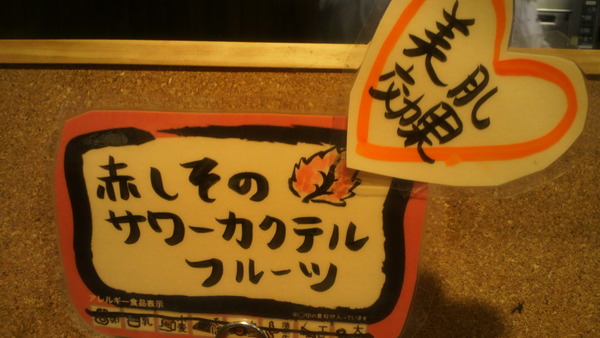 美肌
効果
赤しその
サワーカクテル
フルーツ
アレルギー食品表示